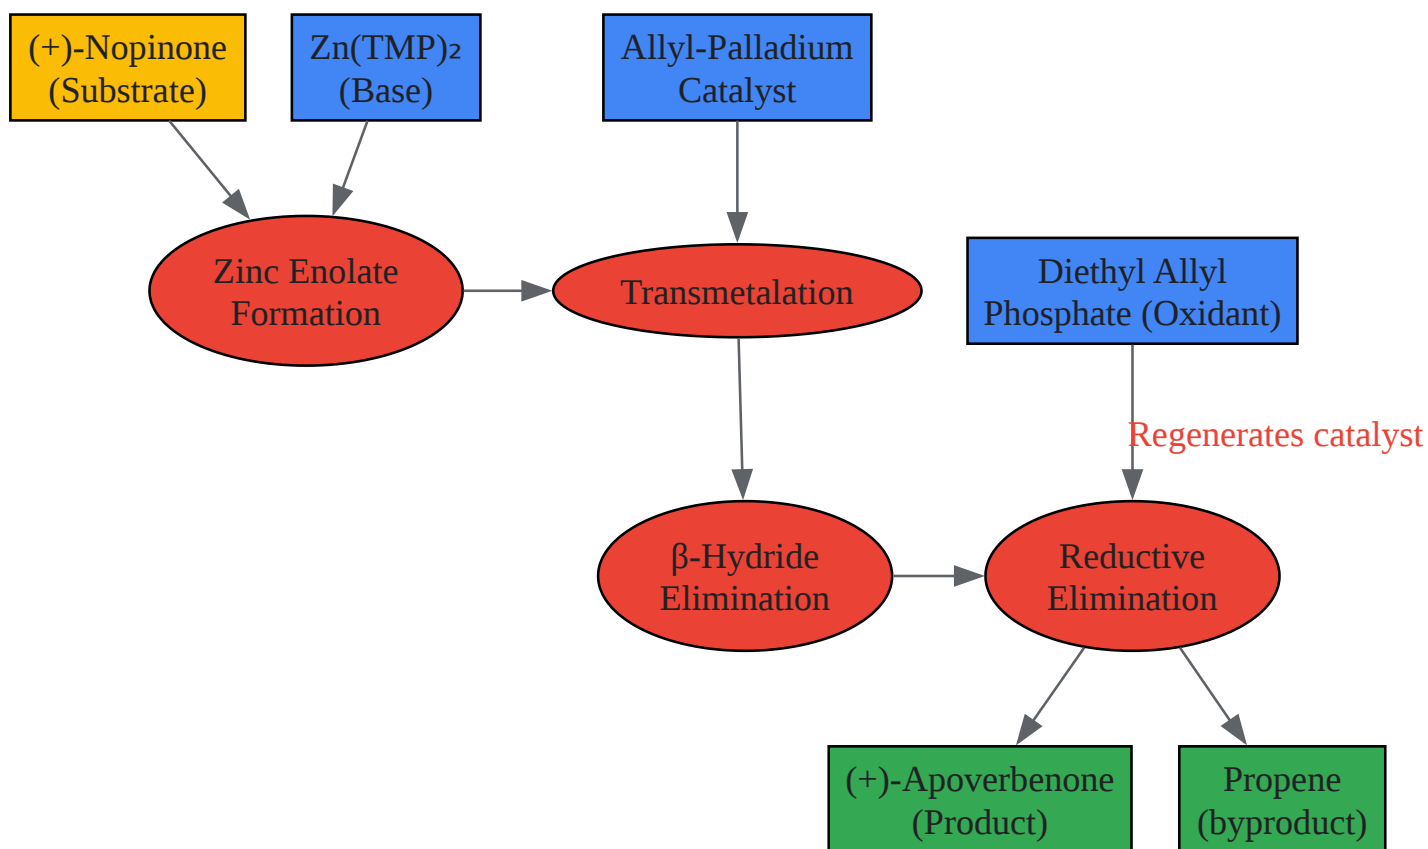 (+)-Nopinone
(Substrate)
Zn(TMP)₂
(Base)
Allyl-Palladium
Catalyst
Zinc Enolate
Formation
Transmetalation
Diethyl Allyl
Phosphate (Oxidant)
Regenerates catalyst
β-Hydride
Elimination
Reductive
Elimination
(+)-Apoverbenone
(Product)
Propene
(byproduct)